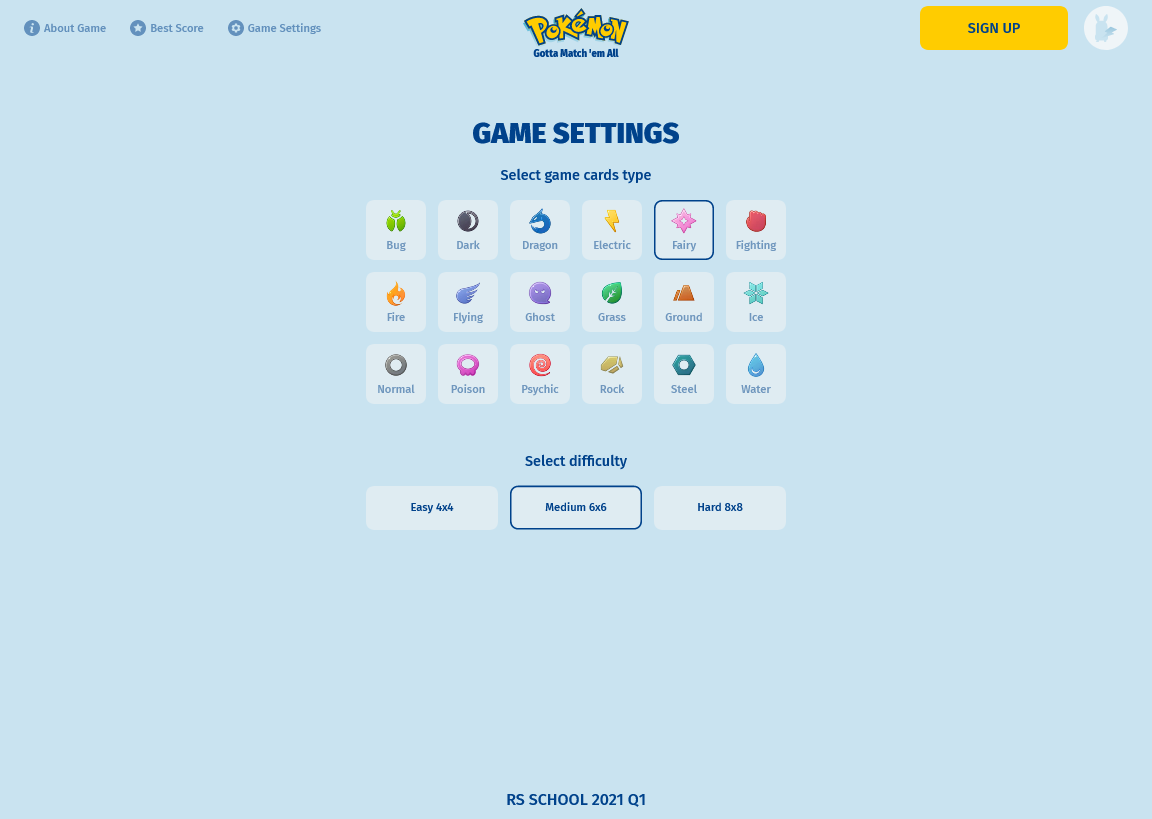 About Game
Best Score
Game Settings
POKéMON
Gotta Match 'em All
SIGN UP
GAME SETTINGS
Select game cards type
Bug
Dark
Dragon
Electric
Fairy
Fighting
Fire
Flying
Ghost
Grass
Ground
Ice
Normal
Poison
Psychic
Rock
Steel
Water
Select difficulty
Easy 4x4
Medium 6x6
Hard 8x8
RS SCHOOL 2021 Q1